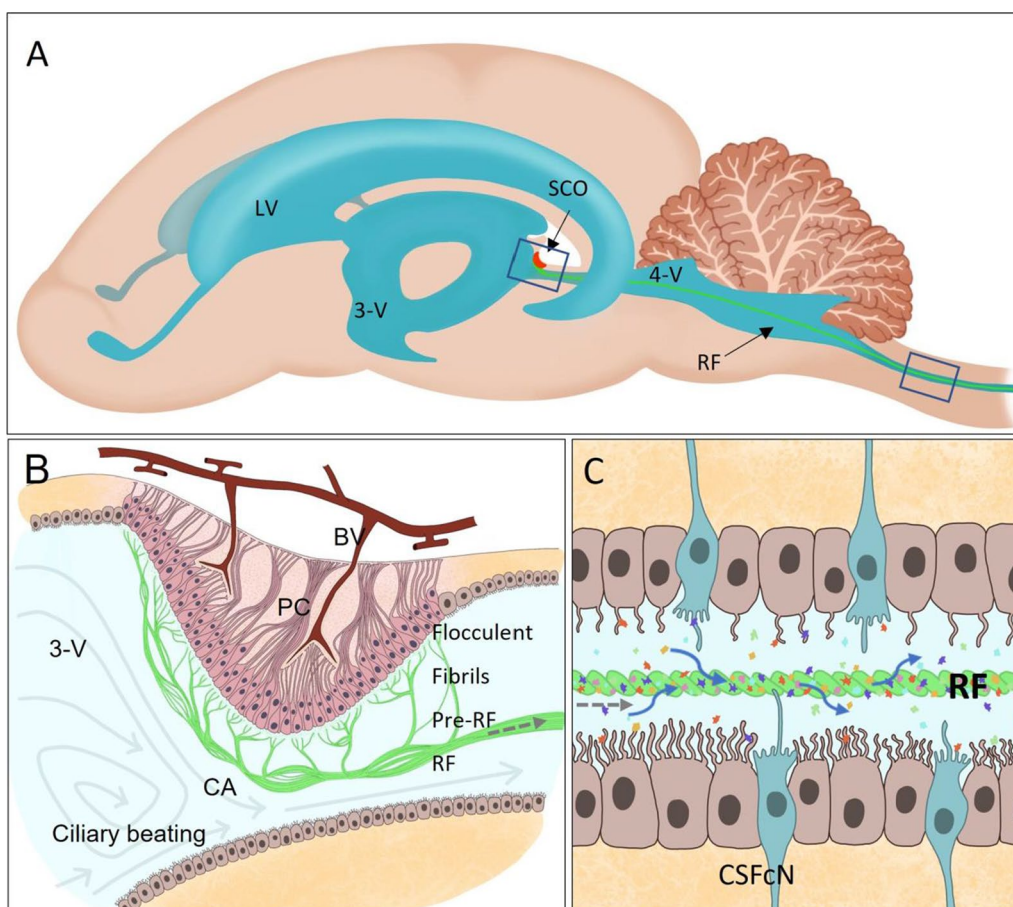 A
SCO
LV
4-V
3-V
RF
B
BV
PC
Flocculent
3-V
Fibrils
Pre-RF
RF
CA
Ciliary beating
C
RF
CSFcN